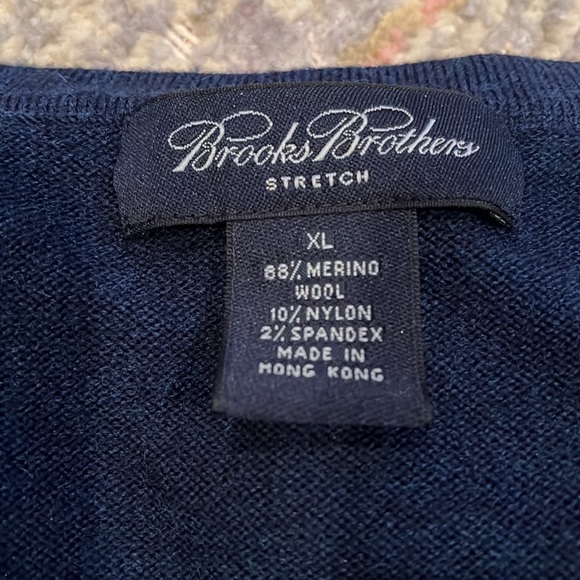 Brooks Brothers
STRETCH
XL
88% MERINO
WOOL
10% NYLON
2% SPANDEX
MADE IN
HONG KONG